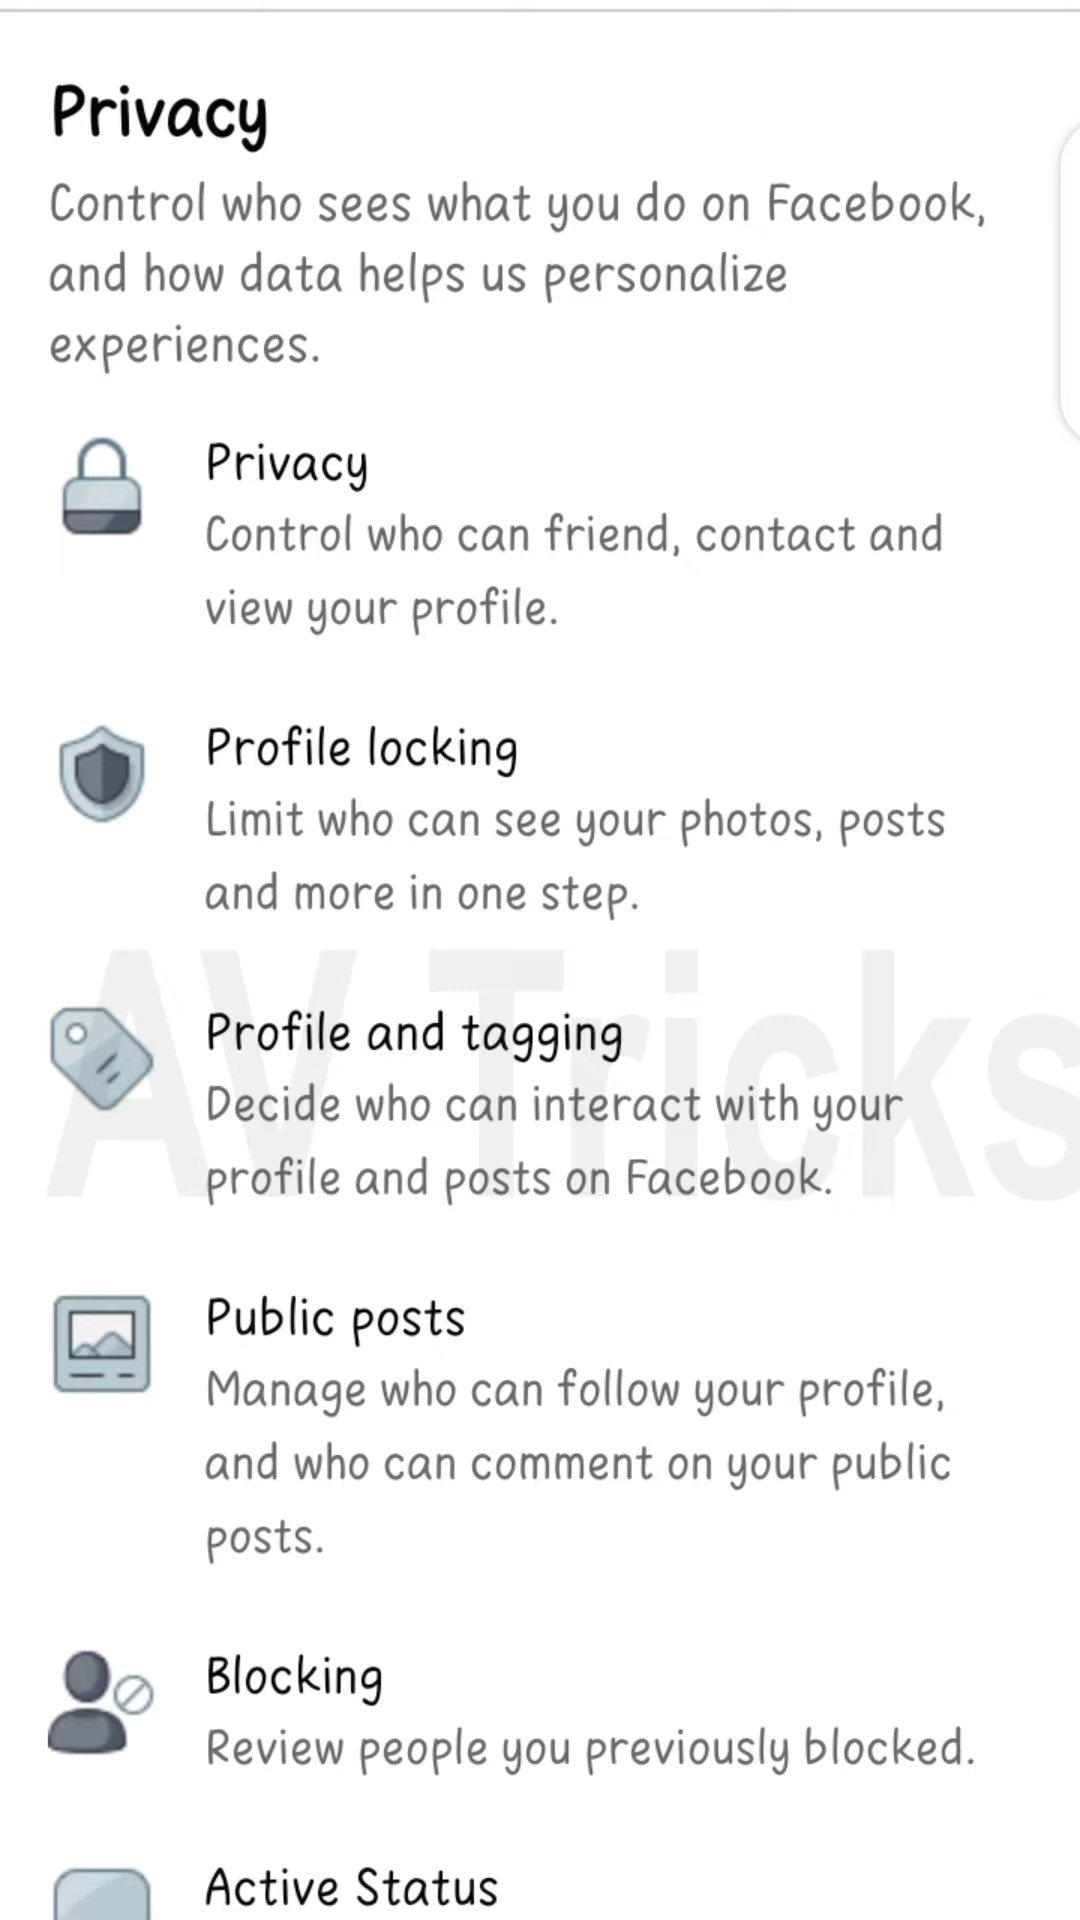 Privacy
Control who sees what you do on Facebook,
and how data helps us personalize
experiences.
Privacy
Control who can friend, contact and
view your profile.
Profile locking
Limit who can see your photos, posts
and more in one step.
AV Tricks
Profile and tagging
Decide who can interact with your
profile and posts on Facebook.
Public posts
Manage who can follow your profile,
and who can comment on your public
posts.
Blocking
Review people you previously blocked.
Active Status